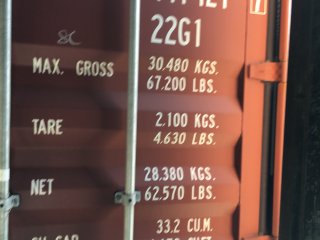 22G1
MAX. GROSS 30.480 KGS.
67.200 LBS.
TARE 2.100 KGS.
4.630 LBS.
NET 28.380 KGS.
62.570 LBS.
33.2 CU.M.